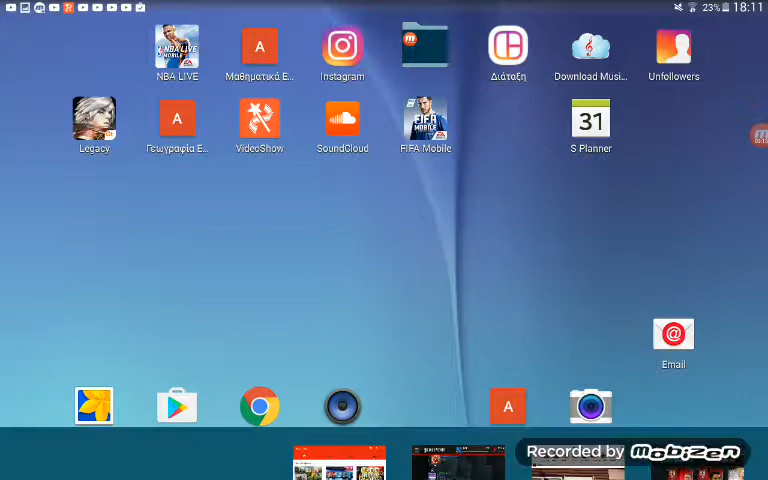 23% 18:11
NBA LIVE
Μαθηματικά Ε...
Instagram
Διάταξη
Download Musi...
Unfollowers
Legacy
Γεωγραφία Ε...
VideoShow
SoundCloud
FIFA Mobile
31
S Planner
Email
Recorded by Mobizen